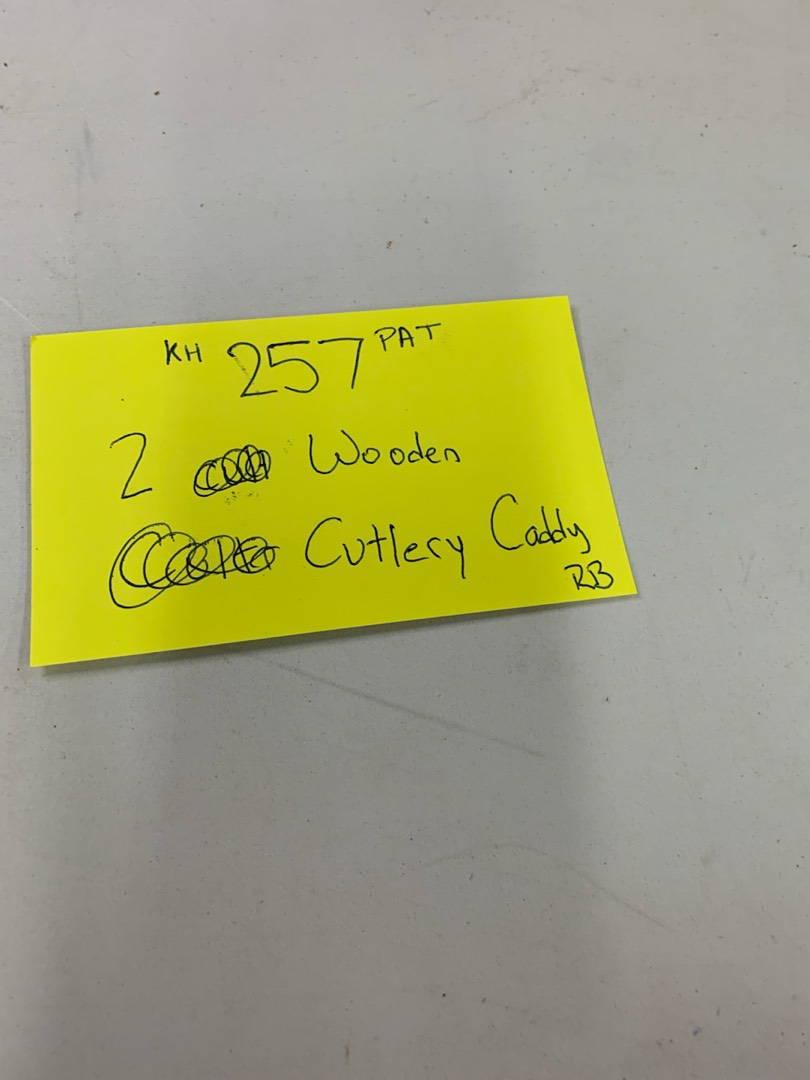 KH 257 PAT
2 Wooden
Cutlery Caddy
RB